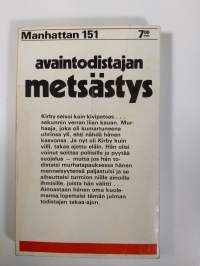 Manhattan 151
7
avaintodistajan
metsästys
Kirby seisoi kuin kivipatsas . . .
sekunnin verran liian kauan. Mur-
haaja, joka oli kumartuneena
uhrinsa yli, ehti nähdä hänen
kasvonsa. Ja nyt oli Kirby kuin
villi, takaa ajettu eläin. Hän olisi
voinut soittaa poliisille ja pyytää
suojelua — mutta jos hän to-
distaisi murhatapauksessa hänen
menneisyytensä paljastuisi ja se
aiheuttaisi turmion niille ainoille
ihmisille, joista hän välitti . . .
Ainoastaan hänen oma kuole-
mansa lopettaisi tämän julman
todistajan takaa-ajon.